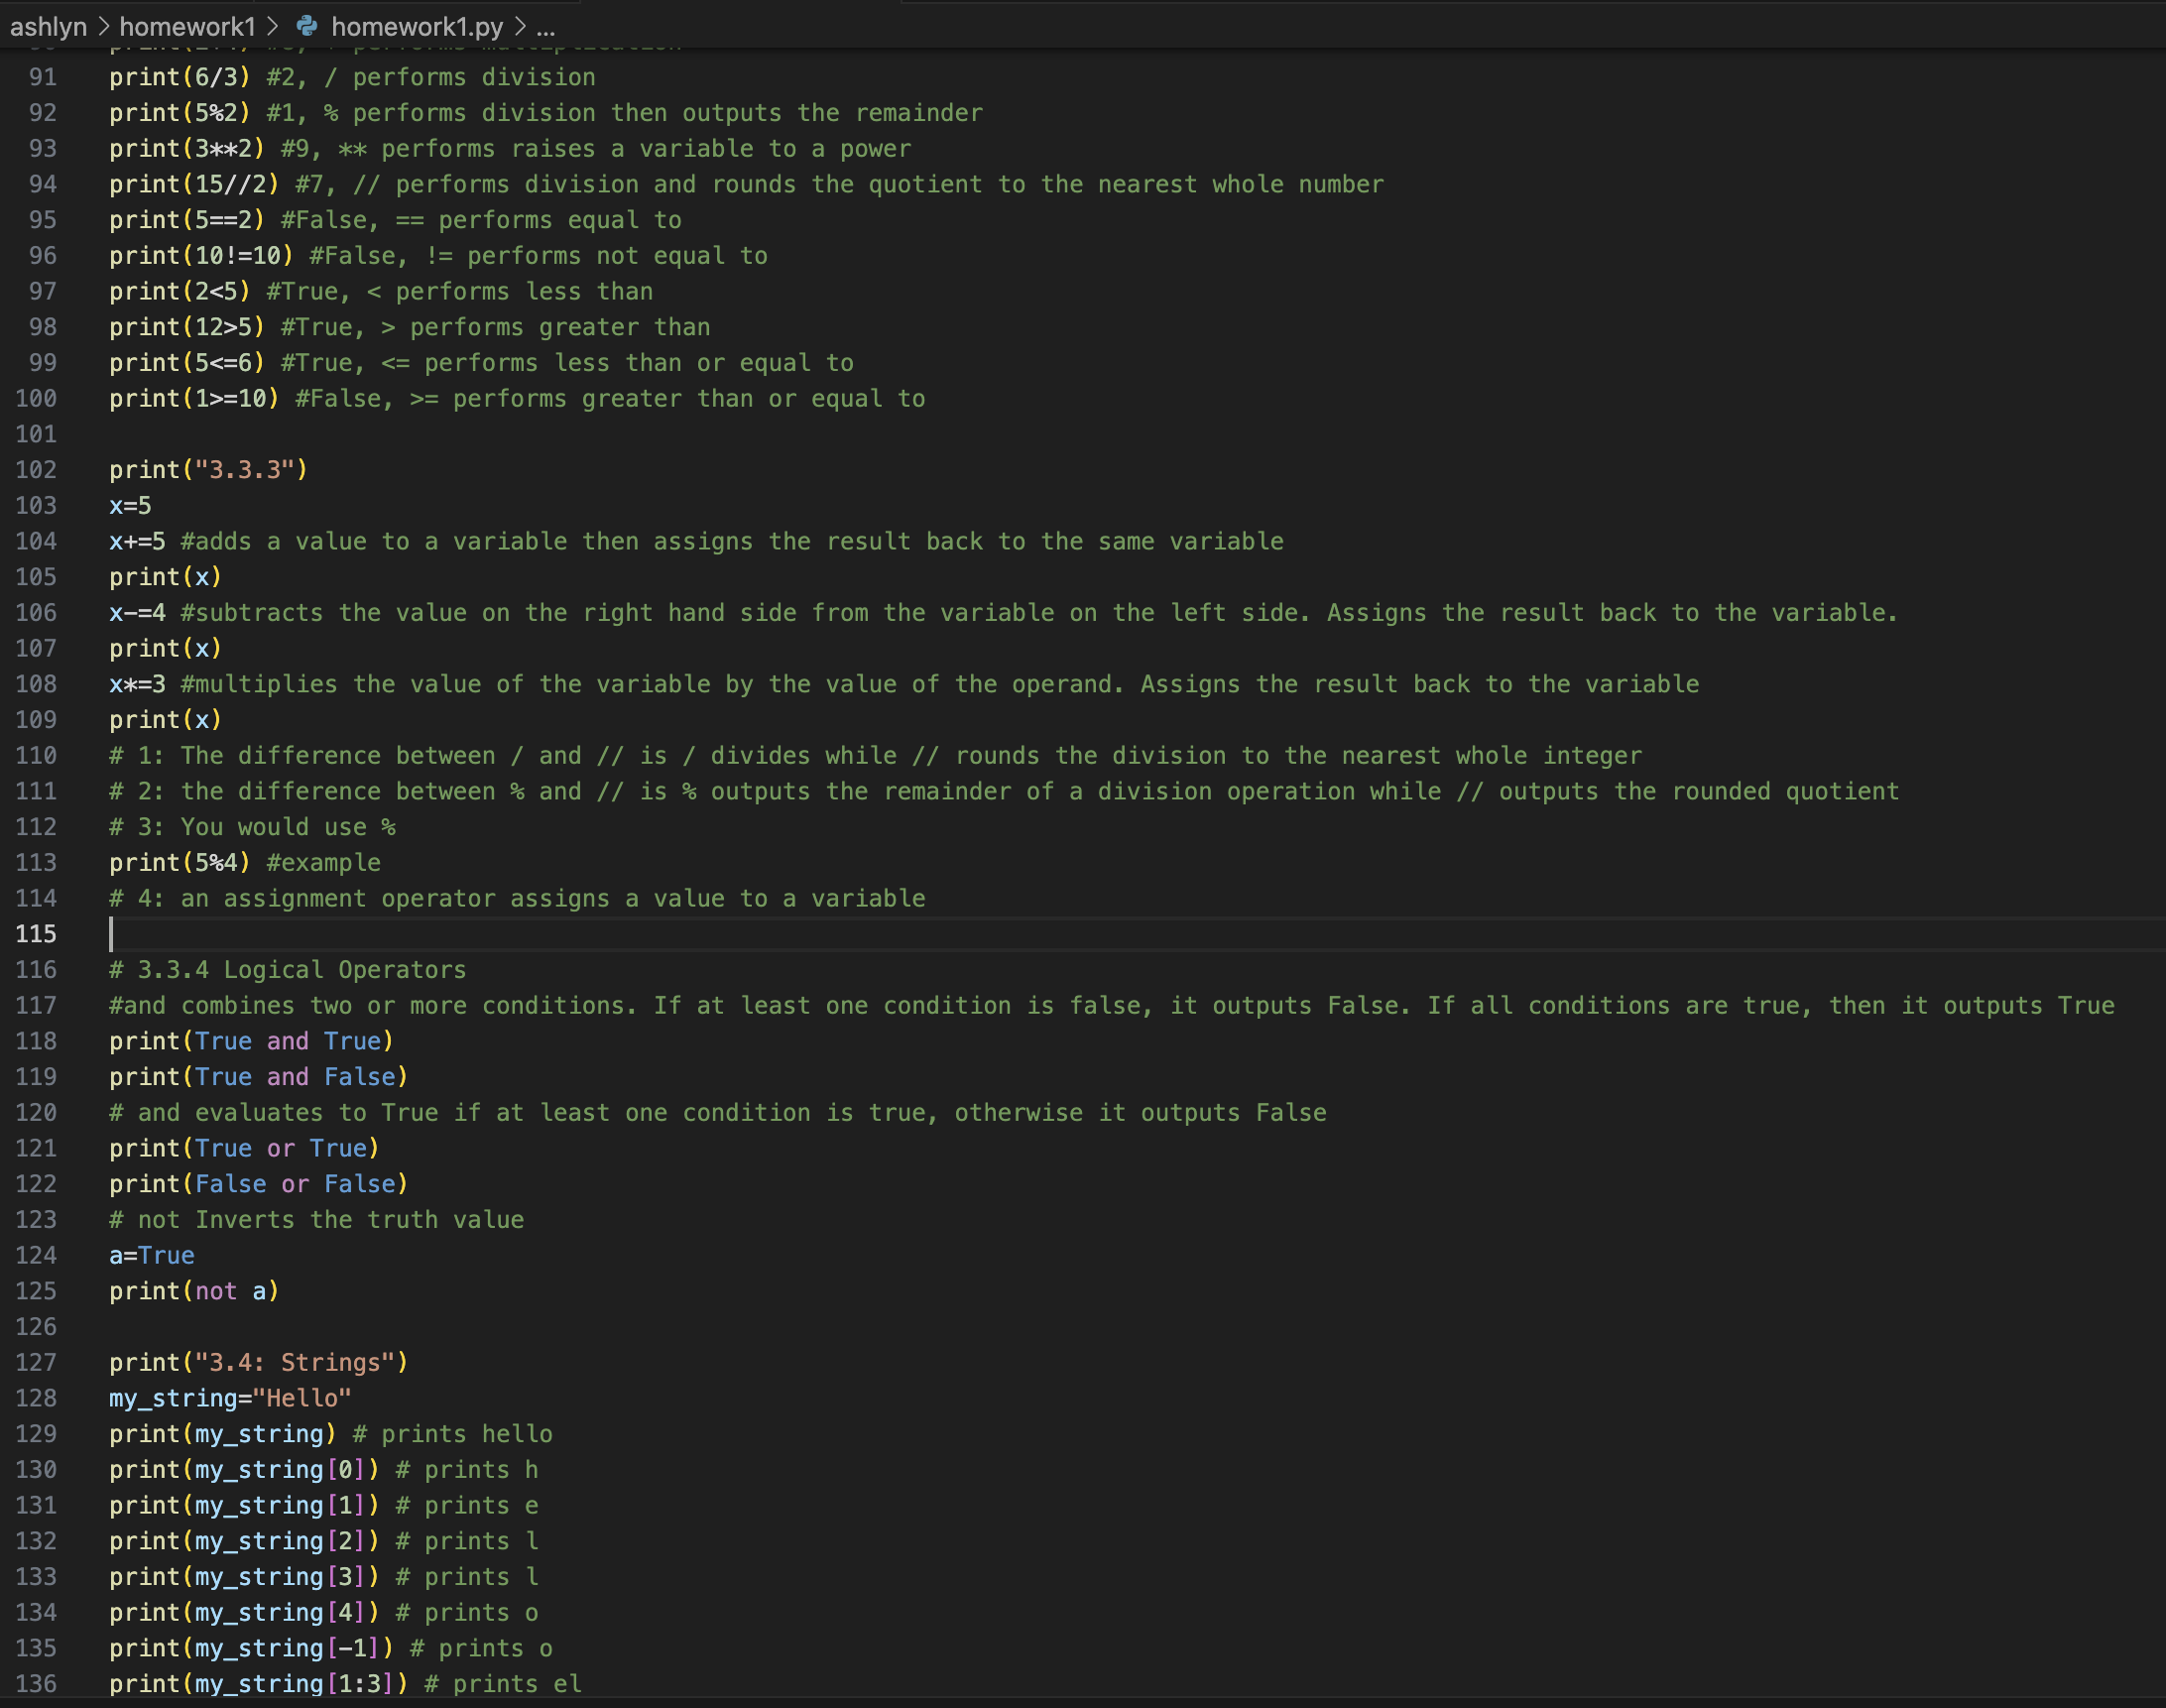 ashlyn > homework1 > homework1.py > ...
91 print(6/3) #2, / performs division
92 print(5%2) #1, % performs division then outputs the remainder
93 print(3**2) #9, ** performs raises a variable to a power
94 print(15//2) #7, // performs division and rounds the quotient to the nearest whole number
95 print(5==2) #False, == performs equal to
96 print(10!=10) #False, != performs not equal to
97 print(2<5) #True, < performs less than
98 print(12>5) #True, > performs greater than
99 print(5<=6) #True, <= performs less than or equal to
100 print(1>=10) #False, >= performs greater than or equal to
101
102 print("3.3.3")
103 x=5
104 x+=5 #adds a value to a variable then assigns the result back to the same variable
105 print(x)
106 x-=4 #subtracts the value on the right hand side from the variable on the left side. Assigns the result back to the variable.
107 print(x)
108 x*=3 #multiplies the value of the variable by the value of the operand. Assigns the result back to the variable
109 print(x)
110 # 1: The difference between / and // is / divides while // rounds the division to the nearest whole integer
111 # 2: the difference between % and // is % outputs the remainder of a division operation while // outputs the rounded quotient
112 # 3: You would use %
113 print(5%4) #example
114 # 4: an assignment operator assigns a value to a variable
115
116 # 3.3.4 Logical Operators
117 #and combines two or more conditions. If at least one condition is false, it outputs False. If all conditions are true, then it outputs True
118 print(True and True)
119 print(True and False)
120 # and evaluates to True if at least one condition is true, otherwise it outputs False
121 print(True or True)
122 print(False or False)
123 # not Inverts the truth value
124 a=True
125 print(not a)
126
127 print("3.4: Strings")
128 my_string="Hello"
129 print(my_string) # prints hello
130 print(my_string[0]) # prints h
131 print(my_string[1]) # prints e
132 print(my_string[2]) # prints l
133 print(my_string[3]) # prints l
134 print(my_string[4]) # prints o
135 print(my_string[-1]) # prints o
136 print(my_string[1:3]) # prints el